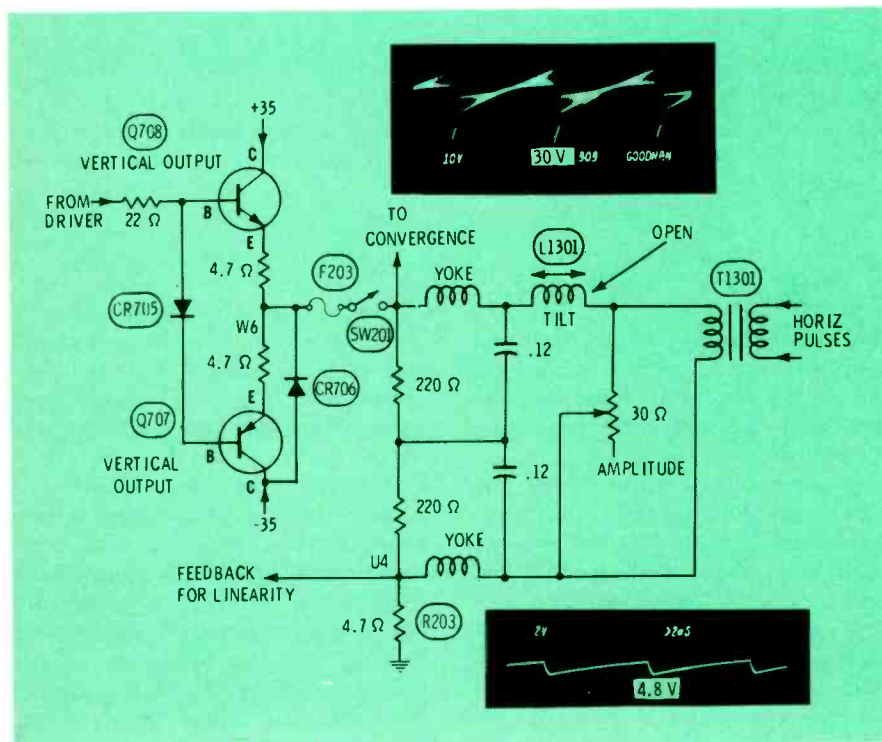 +35
C
Q708
VERTICAL OUTPUT
10V
30 V
909
GOODMAN
FROM
DRIVER
22 Ω
B
E
TO
CONVERGENCE
4.7 Ω
F203
YOKE
L1301
OPEN
T1301
CR705
W6
SW201
TILT
HORIZ
PULSES
4.7 Ω
CR706
.12
220 Ω
30 Ω
E
Q707
B
VERTICAL
OUTPUT
C
-35
AMPLITUDE
.12
220 Ω
YOKE
U4
FEEDBACK
FOR LINEARITY
4.7 Ω
R203
2V
>2mS
4.8 V